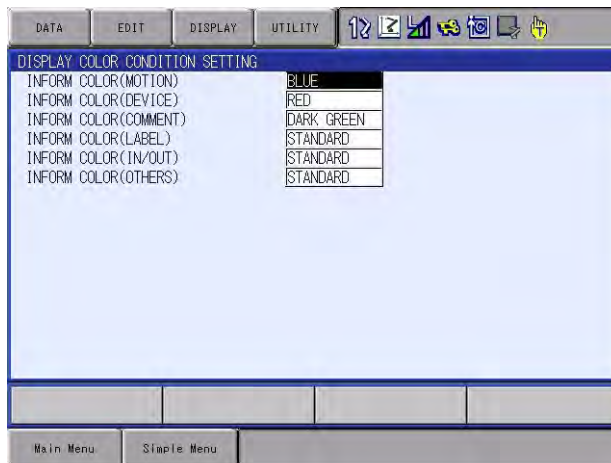 DATA EDIT DISPLAY UTILITY
DISPLAY COLOR CONDITION SETTING
INFORM COLOR(MOTION) BLUE
INFORM COLOR(DEVICE) RED
INFORM COLOR(COMMENT) DARK GREEN
INFORM COLOR(LABEL) STANDARD
INFORM COLOR(IN/OUT) STANDARD
INFORM COLOR(OTHERS) STANDARD
Main Menu Simple Menu